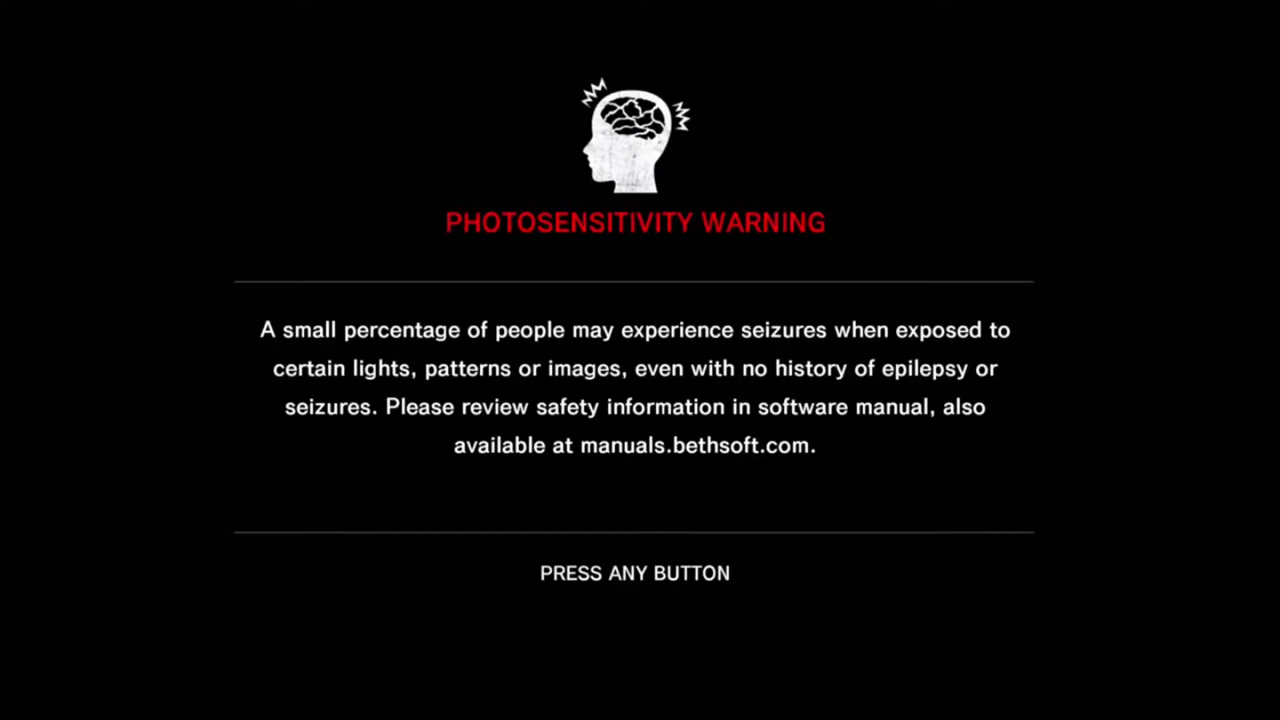 PHOTOSENSITIVITY WARNING
A small percentage of people may experience seizures when exposed to
certain lights, patterns or images, even with no history of epilepsy or
seizures. Please review safety information in software manual, also
available at manuals.bethsoft.com.
PRESS ANY BUTTON